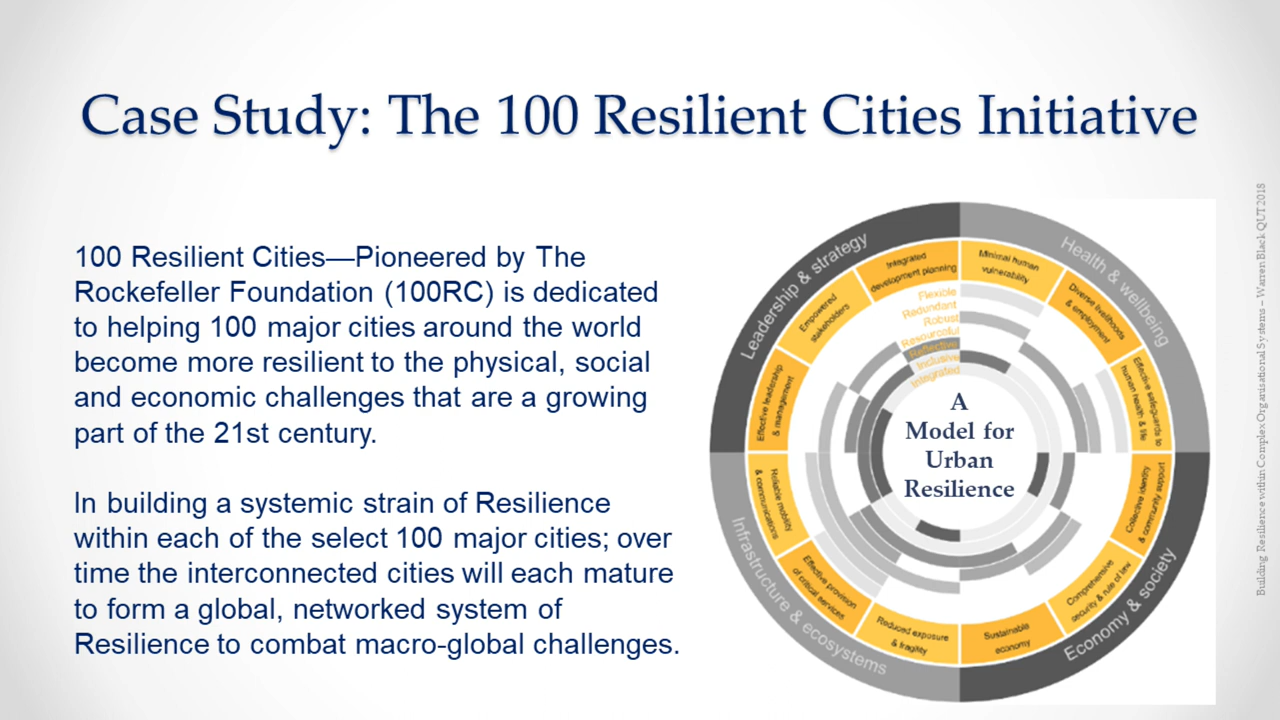 Case Study: The 100 Resilient Cities Initiative
100 Resilient Cities—Pioneered by The
Rockefeller Foundation (100RC) is dedicated
to helping 100 major cities around the world
become more resilient to the physical, social
and economic challenges that are a growing
part of the 21st century.
In building a systemic strain of Resilience
within each of the select 100 major cities; over
time the interconnected cities will each mature
to form a global, networked system of
Resilience to combat macro-global challenges.
Leadership & strategy
Health & wellbeing
Economy & society
Infrastructure & ecosystems
Integrated
development planning
Minimal human
vulnerability
Diverse livelihoods
& employment
Effective safeguards to
human health & life
Collective identity
& community support
Comprehensive
security & rule of law
Sustainable
economy
Reduced exposure
& fragility
Effective provision
of critical services
Reliable mobility
& communications
Effective leadership
& management
Empowered
stakeholders
Flexible
Redundant
Robust
Resourceful
Reflective
Inclusive
Integrated
A
Model for
Urban
Resilience
Building Resilience within Complex Organisational Systems – Warren Black QUT 2018